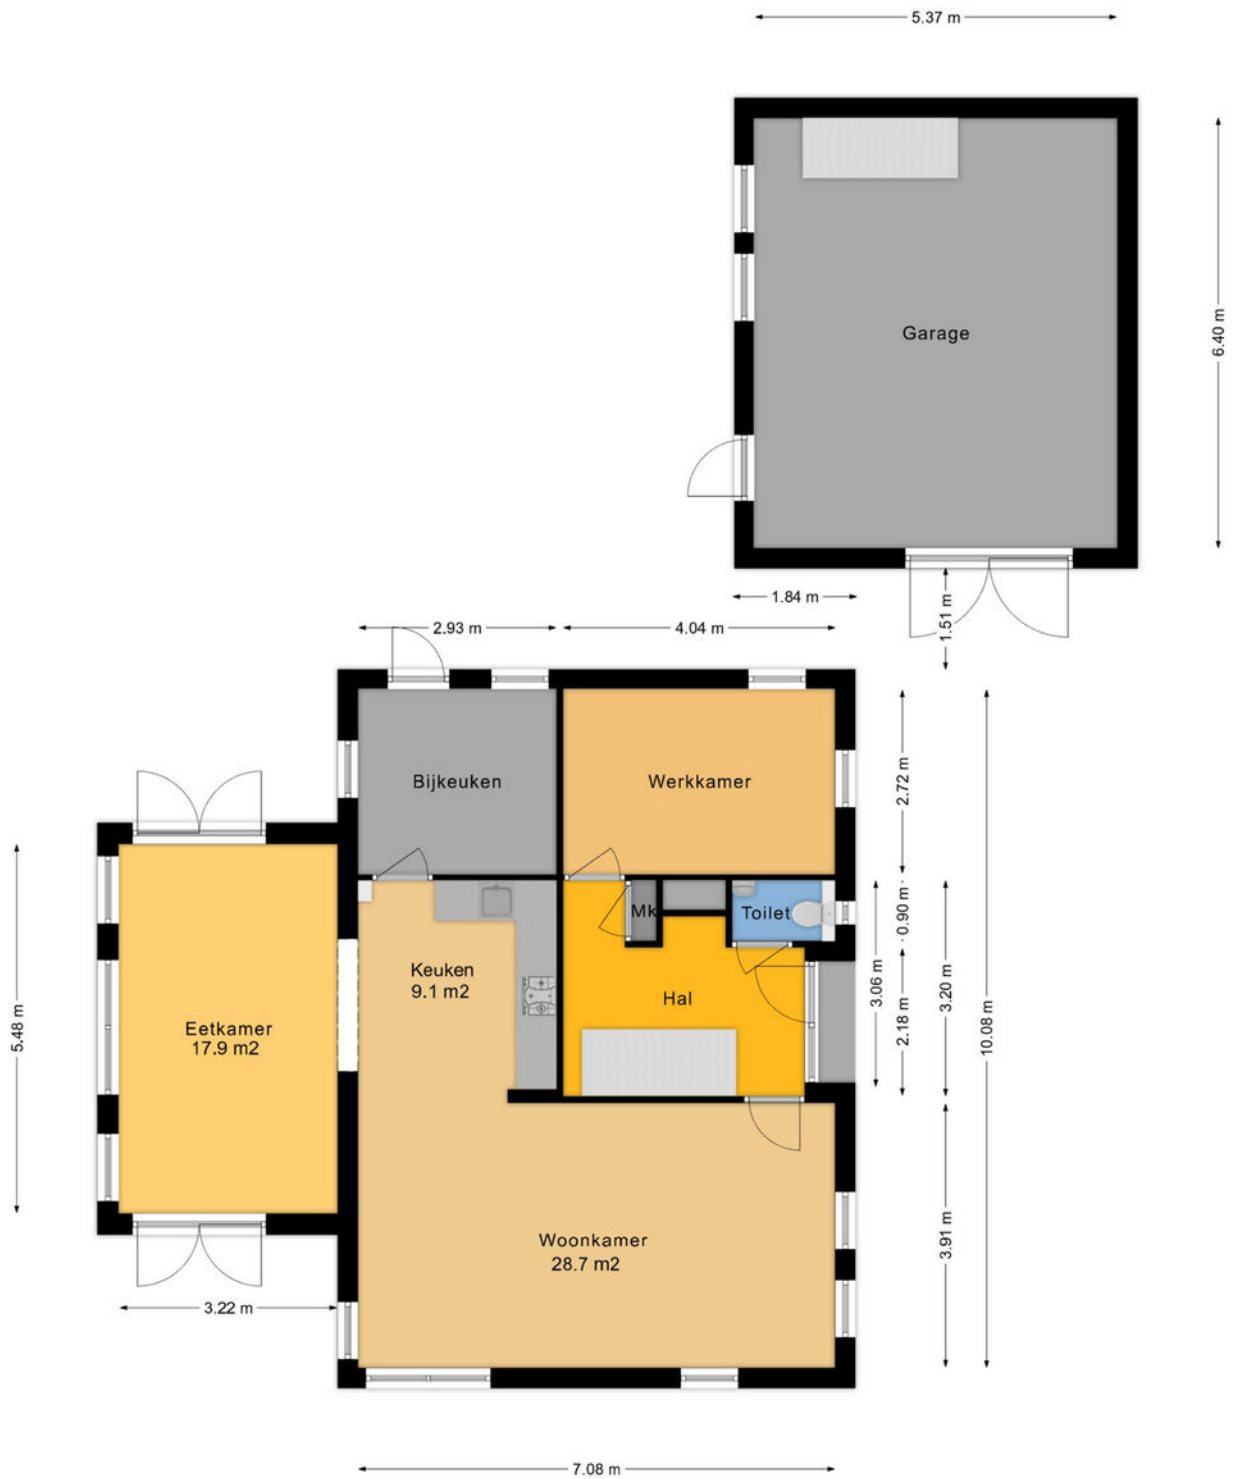 5.37 m
6.40 m
Garage
1.84 m
1.51 m
2.93 m
4.04 m
2.72 m
Bijkeuken
Werkkamer
0.90 m
Mk
Toilet
Keuken
9.1 m2
Hal
3.06 m
3.20 m
2.18 m
10.08 m
5.48 m
Eetkamer
17.9 m2
Woonkamer
28.7 m2
3.91 m
3.22 m
7.08 m